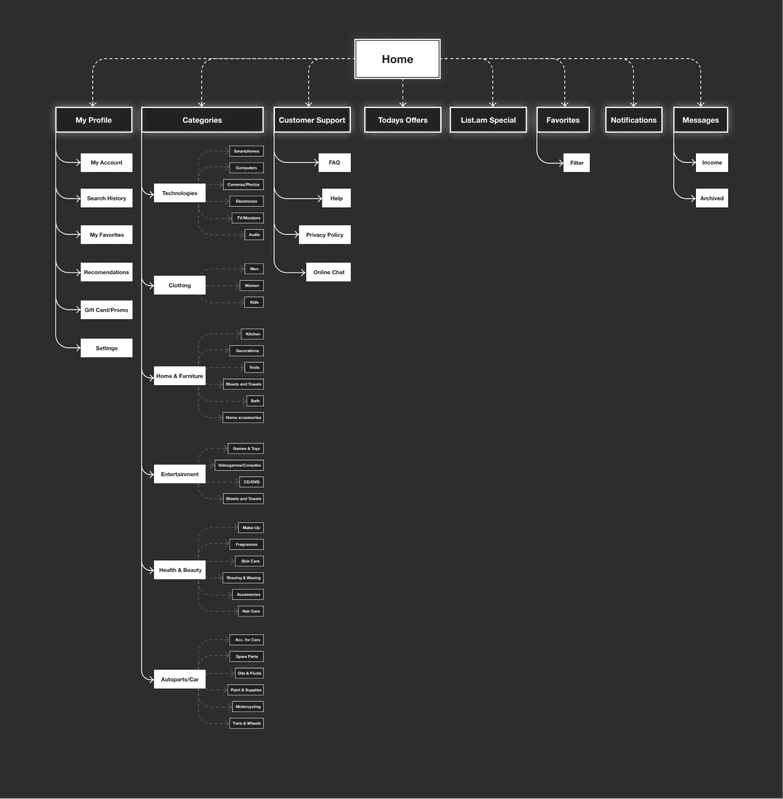 Home
My Profile
Categories
Customer Support
Todays Offers
List.am Special
Favorites
Notifications
Messages
My Account
Search History
My Favorites
Recomendations
Gift Card/Promo
Settings
Technologies
Smartphones
Computers
Cameras/Photos
Electronics
TV/Monitors
Audio
Clothing
Men
Women
Kids
Home & Furniture
Kitchen
Decorations
Tools
Sheets and Towels
Bath
Home accessories
Entertainment
Games & Toys
Videogames/Consoles
CD/DVD
Sheets and Towels
Health & Beauty
Make Up
Fragrances
Skin Care
Shaving & Waxing
Accessories
Hair Care
Autoparts/Car
Acc. for Cars
Spare Parts
Oils & Fluids
Paint & Supplies
Motorcycling
Tiers & Wheels
FAQ
Help
Privacy Policy
Online Chat
Filter
Income
Archived